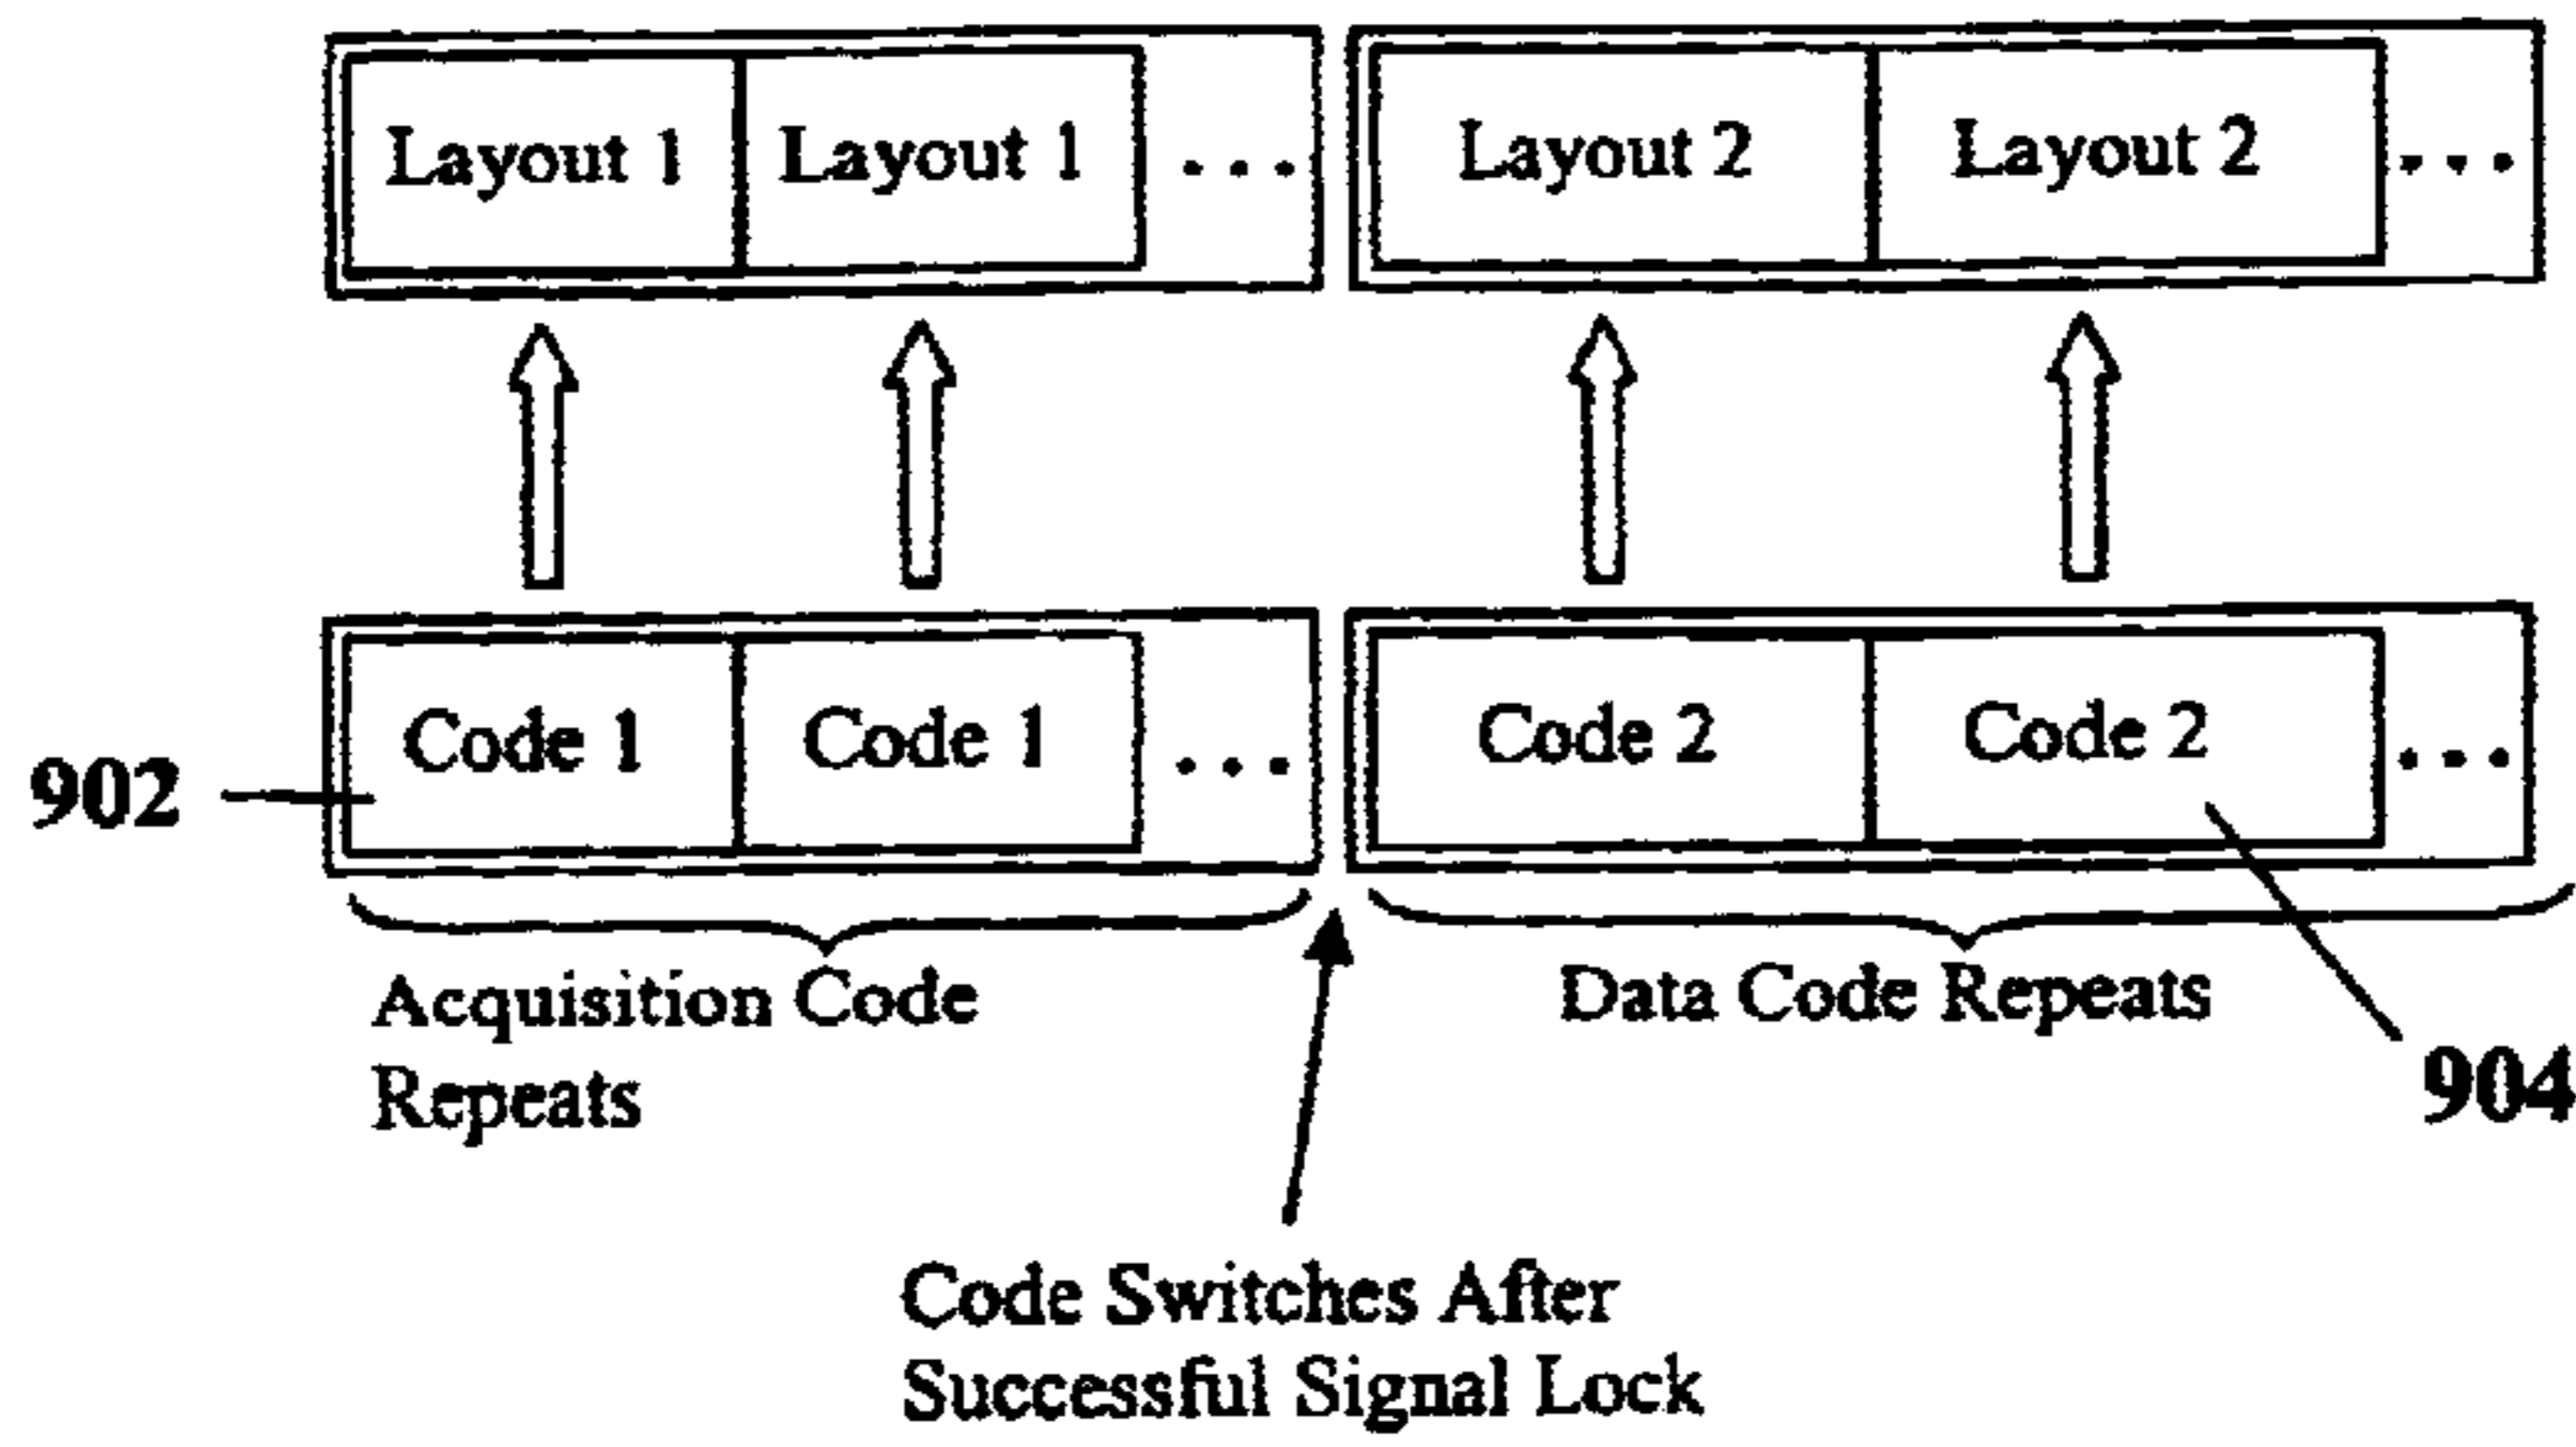 Layout 1 Layout 1 ... Layout 2 Layout 2 ...
Code 1 Code 1 ... Code 2 Code 2 ...
902
Acquisition Code
Repeats
Data Code Repeats
904
Code Switches After
Successful Signal Lock